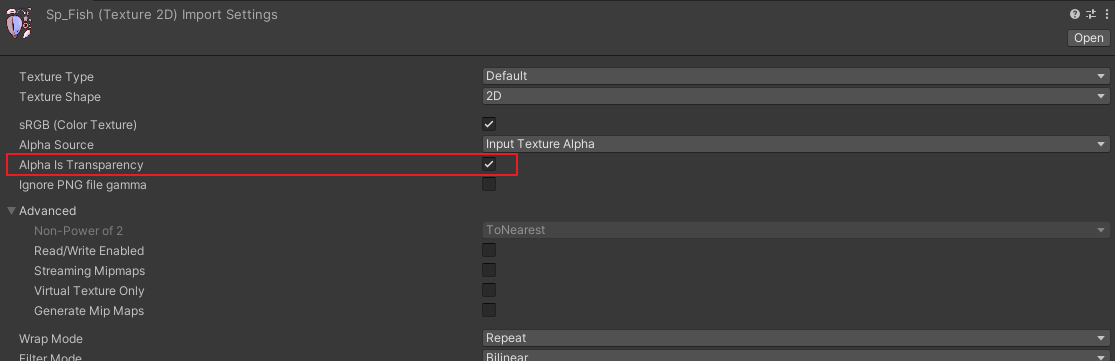 Sp_Fish (Texture 2D) Import Settings
Open
Texture Type Default
Texture Shape 2D
sRGB (Color Texture)
Alpha Source Input Texture Alpha
Alpha Is Transparency
Ignore PNG file gamma
Advanced
Non-Power of 2 ToNearest
Read/Write Enabled
Streaming Mipmaps
Virtual Texture Only
Generate Mip Maps
Wrap Mode Repeat
Filter Mode Bilinear